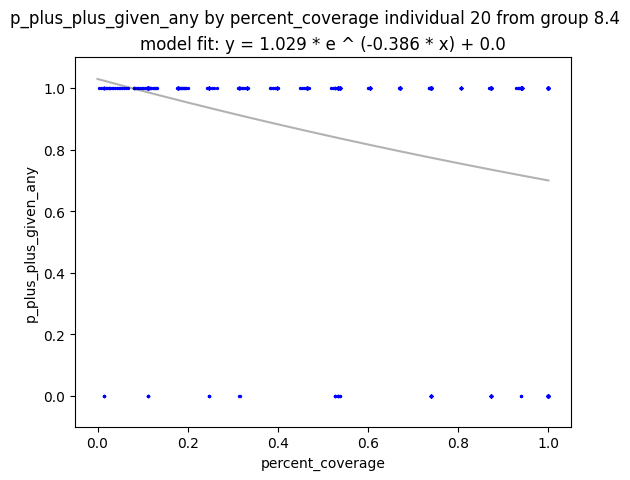 p_plus_plus_given_any by percent_coverage individual 20 from group 8.4
model fit: y = 1.029 * e ^ (-0.386 * x) + 0.0
1.0
0.8
0.6
0.4
0.2
0.0
p_plus_plus_given_any
0.0 0.2 0.4 0.6 0.8 1.0
percent_coverage